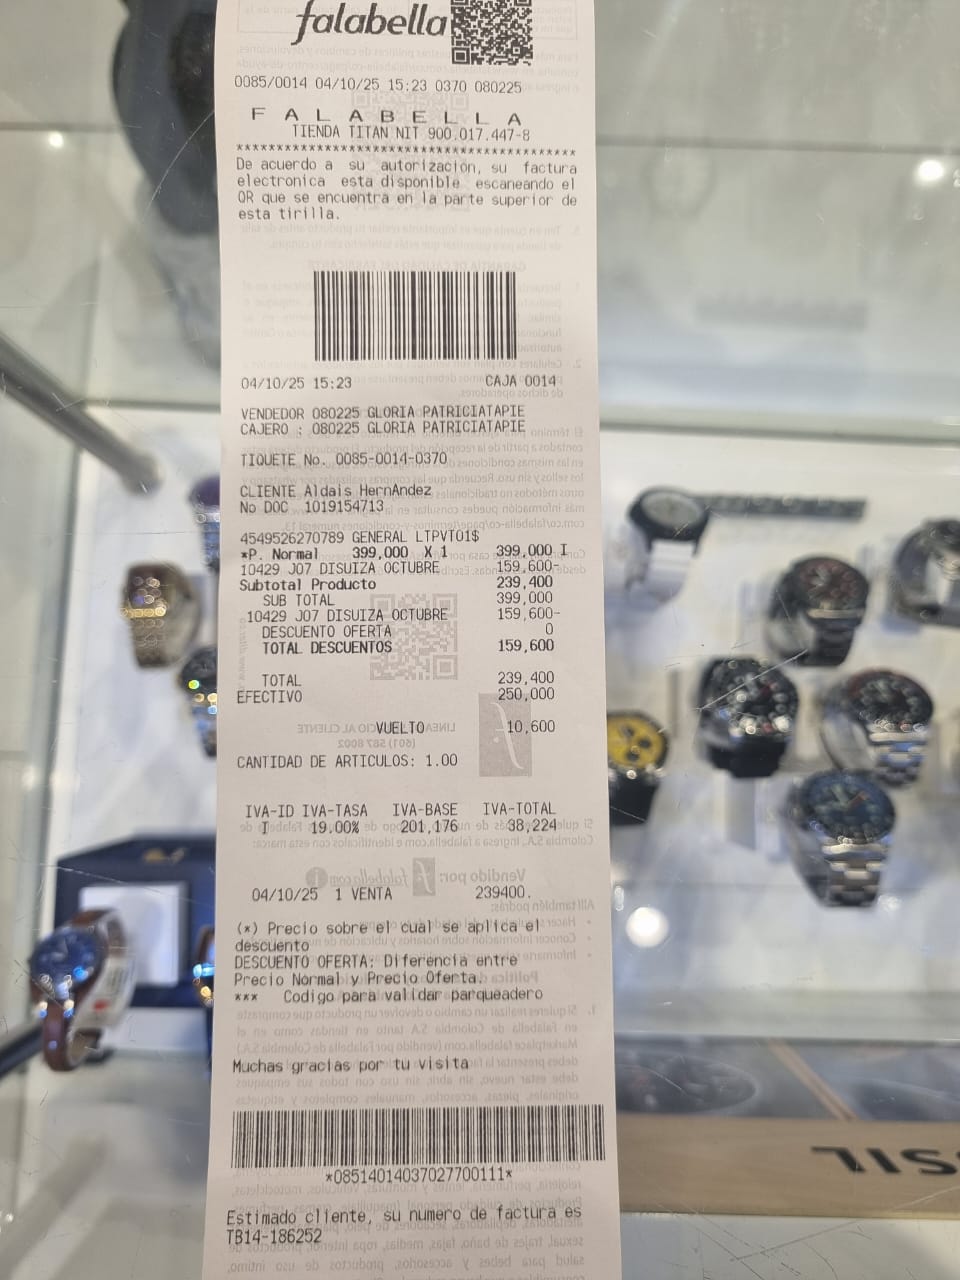 falabella
0085/0014 04/10/25 15:23 0370 080225
F A L A B E L L A
TIENDA TITAN NIT 900.017.447-8
******************************************
De acuerdo a su autorizacion, su factura
electronica esta disponible escaneando el
QR que se encuentra en la parte superior de
esta tirilla.
04/10/25 15:23 CAJA 0014
VENDEDOR 080225 GLORIA PATRICIATAPIE
CAJERO : 080225 GLORIA PATRICIATAPIE
TIQUETE No. 0085-0014-0370
CLIENTE Aldais HernAndez
No DOC 1019154713
4549526270789 GENERAL LTPVT01$
*P. Normal 399,000 X 1 399,000 I
10429 J07 DISUIZA OCTUBRE 159,600-
Subtotal Producto 239,400
SUB TOTAL 399,000
10429 J07 DISUIZA OCTUBRE 159,600-
DESCUENTO OFERTA 0
TOTAL DESCUENTOS 159,600
TOTAL 239,400
EFECTIVO 250,000
VUELTO 10,600
CANTIDAD DE ARTICULOS: 1.00
IVA-ID IVA-TASA IVA-BASE IVA-TOTAL
I 19.00% 201,176 38,224
04/10/25 1 VENTA 239400.
(*) Precio sobre el cual se aplica el
descuento
DESCUENTO OFERTA: Diferencia entre
Precio Normal y Precio Oferta.
*** Codigo para validar parqueadero
Muchas gracias por tu visita
*08514014037027700111*
Estimado cliente, su numero de factura es
TB14-186252